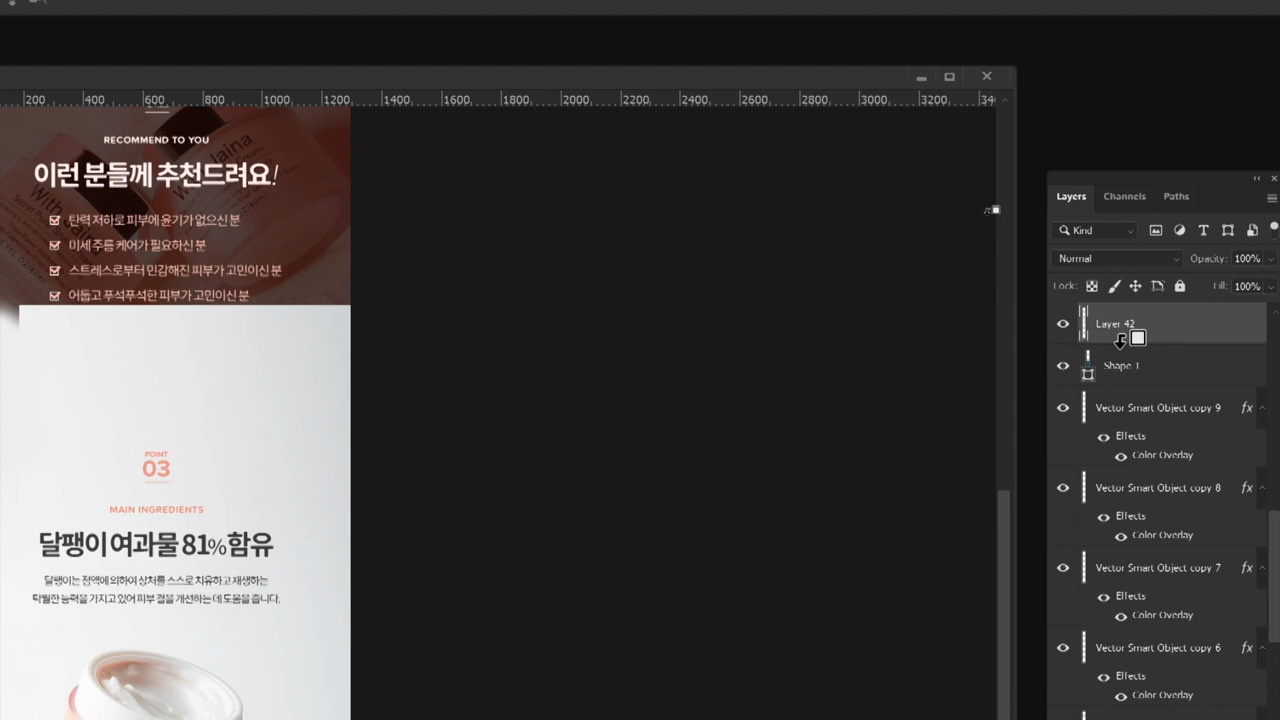 200 400 600 800 1000 1200 1400 1600 1800 2000 2200 2400 2600 2800 3000 3200 34
RECOMMEND TO YOU
이런 분들께 추천드려요!
탄력 저하로 피부에 윤기가 없으신 분
미세 주름 케어가 필요하신 분
스트레스로부터 민감해진 피부가 고민이신 분
어둡고 푸석푸석한 피부가 고민이신 분
POINT
03
MAIN INGREDIENTS
달팽이 여과물 81% 함유
달팽이는 점액에 의하여 상처를 스스로 치유하고 재생하는
탁월한 능력을 가지고 있어 피부 결을 개선하는 데 도움을 줍니다.
Layers Channels Paths
Kind
Normal Opacity: 100%
Lock: Fill: 100%
Layer 42
Shape 1
Vector Smart Object copy 9 fx
Effects
Color Overlay
Vector Smart Object copy 8 fx
Effects
Color Overlay
Vector Smart Object copy 7 fx
Effects
Color Overlay
Vector Smart Object copy 6 fx
Effects
Color Overlay